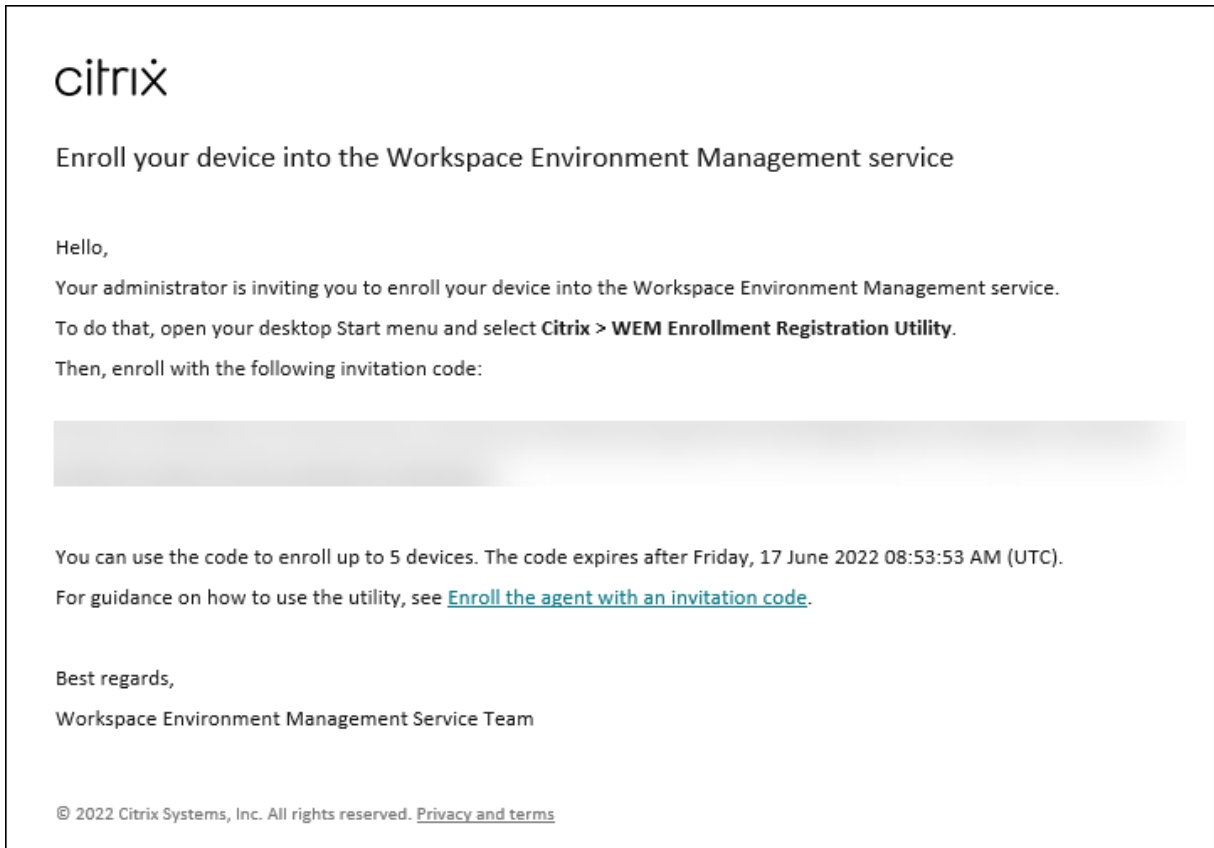 citrix
Enroll your device into the Workspace Environment Management service
Hello,
Your administrator is inviting you to enroll your device into the Workspace Environment Management service.
To do that, open your desktop Start menu and select Citrix > WEM Enrollment Registration Utility.
Then, enroll with the following invitation code:
You can use the code to enroll up to 5 devices. The code expires after Friday, 17 June 2022 08:53:53 AM (UTC).
For guidance on how to use the utility, see Enroll the agent with an invitation code.
Best regards,
Workspace Environment Management Service Team
© 2022 Citrix Systems, Inc. All rights reserved. Privacy and terms